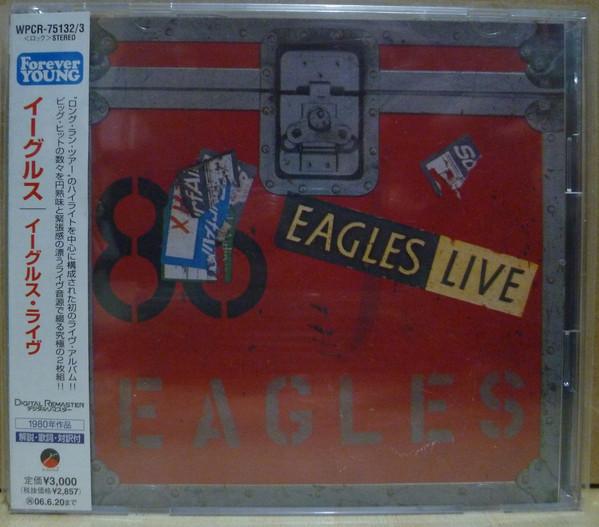 WPCR-75132/3
<ロック> STEREO
Forever
YOUNG
イーグルス
イーグルス・ライヴ
"ロング・ラン・ツアー"のハイライトを中心に構成された初のライヴ・アルバム!!
ビッグ・ヒットの数々を円熟味と緊張感の漂うライヴ音源で綴る究極の2枚組!!
DIGITAL REMASTER
デジタル・リマスター
1980年作品
解説・歌詞・対訳付
定価¥3,000
(税抜価格¥2,857)
06.6.20まで
EAGLES LIVE
EAGLES